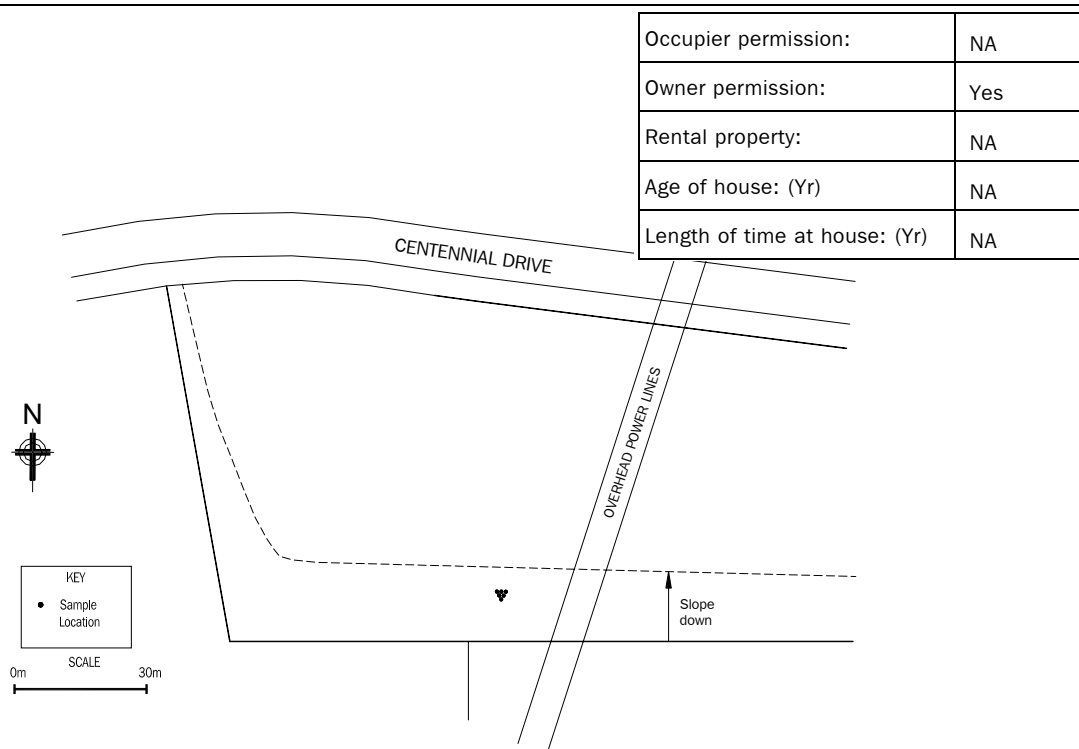 Occupier permission: NA
Owner permission: Yes
Rental property: NA
Age of house: (Yr) NA
Length of time at house: (Yr) NA
CENTENNIAL DRIVE
OVERHEAD POWER LINES
N
KEY
Sample
Location
SCALE
0m 30m
Slope
down